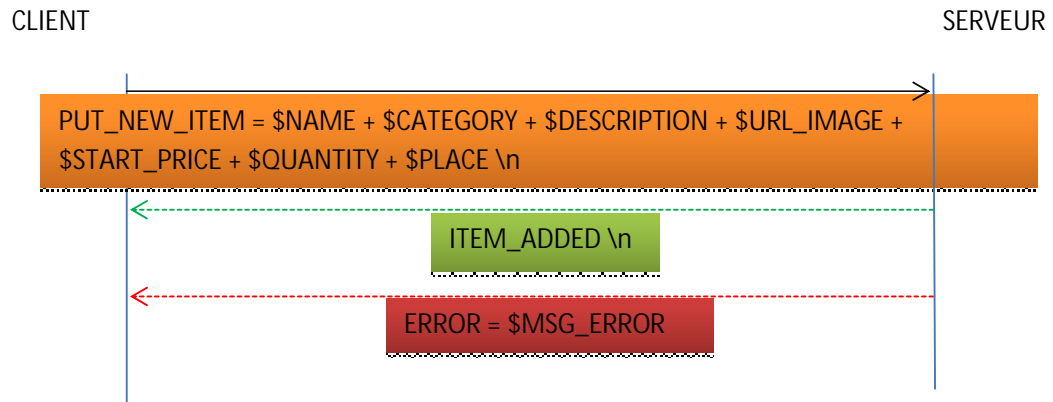 CLIENT
SERVEUR
PUT_NEW_ITEM = $NAME + $CATEGORY + $DESCRIPTION + $URL_IMAGE +
$START_PRICE + $QUANTITY + $PLACE \n
ITEM_ADDED \n
ERROR = $MSG_ERROR